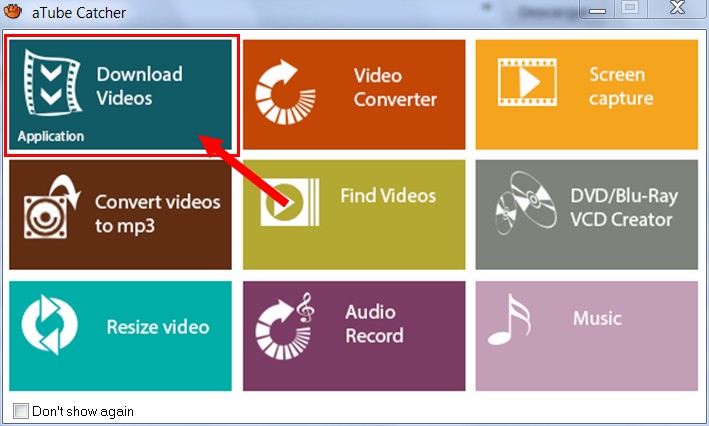 aTube Catcher
Download
Videos
Application
Video
Converter
Screen
capture
Convert videos
to mp3
Find Videos
DVD/Blu-Ray
VCD Creator
Resize video
Audio
Record
Music
Don't show again